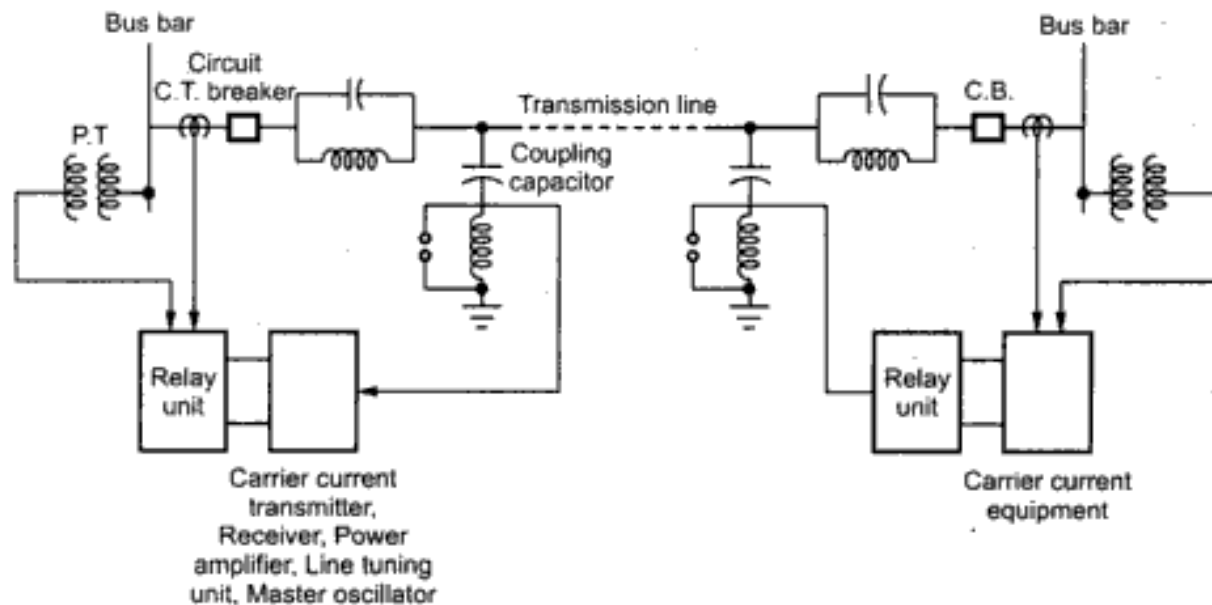 Bus bar
Bus bar
Circuit
C.T. breaker
C.B.
Transmission line
P.T
Coupling
capacitor
Relay
unit
Relay
unit
Carrier current
transmitter,
Receiver, Power
amplifier, Line tuning
unit, Master oscillator
Carrier current
equipment